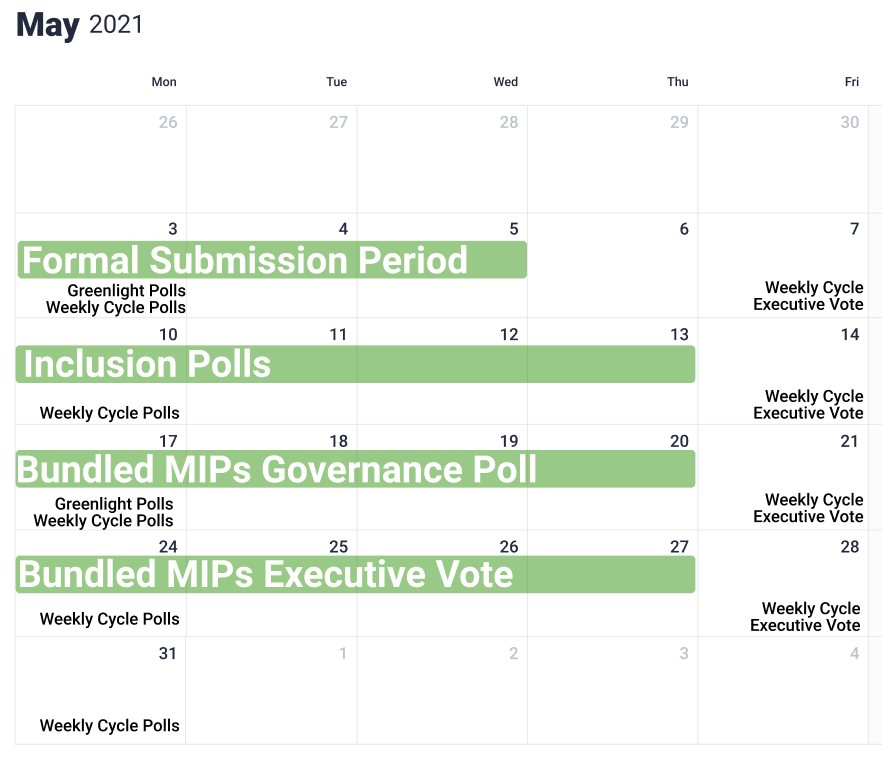 May 2021
Mon Tue Wed Thu Fri
26 27 28 29 30
3 4 5 6 7
Formal Submission Period
Greenlight Polls
Weekly Cycle Polls
Weekly Cycle
Executive Vote
10 11 12 13 14
Inclusion Polls
Weekly Cycle Polls
Weekly Cycle
Executive Vote
17 18 19 20 21
Bundled MIPs Governance Poll
Greenlight Polls
Weekly Cycle Polls
Weekly Cycle
Executive Vote
24 25 26 27 28
Bundled MIPs Executive Vote
Weekly Cycle Polls
Weekly Cycle
Executive Vote
31 1 2 3 4
Weekly Cycle Polls